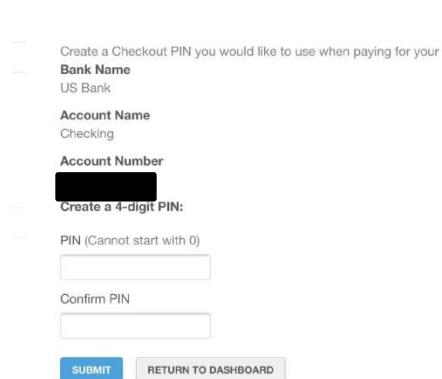 Create a Checkout PIN you would like to use when paying for your
Bank Name
US Bank
Account Name
Checking
Account Number
Create a 4-digit PIN:
PIN (Cannot start with 0)
Confirm PIN
SUBMIT
RETURN TO DASHBOARD